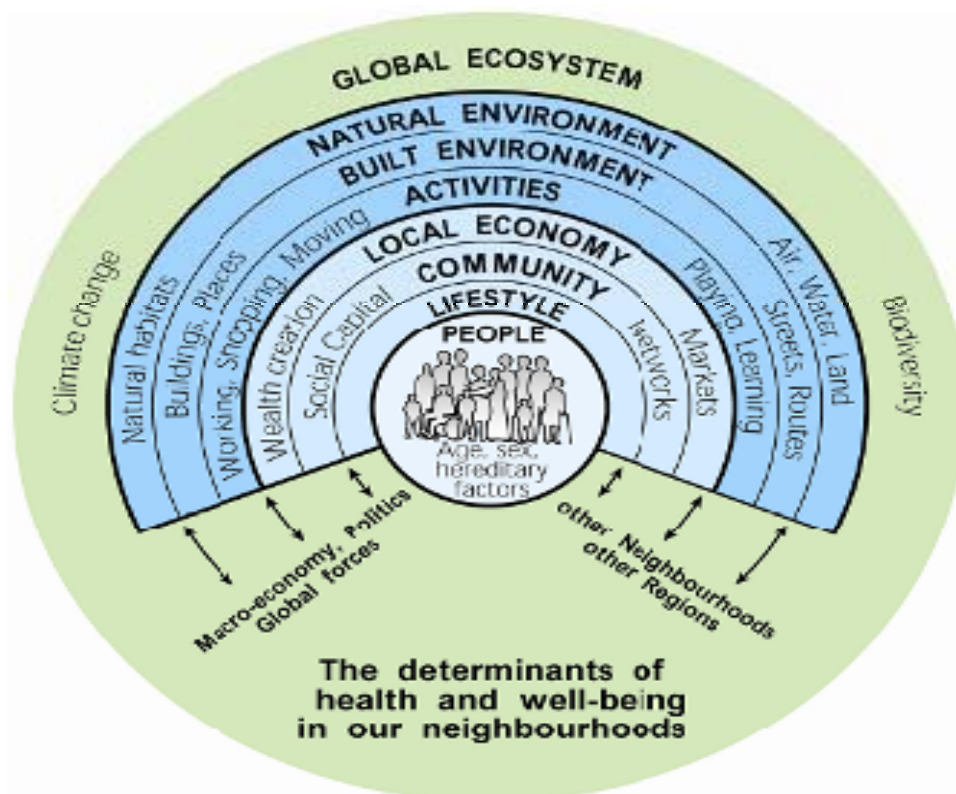 GLOBAL ECOSYSTEM
NATURAL ENVIRONMENT
BUILT ENVIRONMENT
ACTIVITIES
LOCAL ECONOMY
COMMUNITY
LIFESTYLE
PEOPLE
Age, sex,
hereditary
factors
Climate change
Natural habitats
Buildings, Places
Working, Shopping, Moving
Wealth creation
Social Capital
Networks
Markets
Playing, Learning
Streets, Routes
Air, Water, Land
Biodiversity
Macro-economy, Politics
Global forces
other Neighbourhoods
other Regions
The determinants of
health and well-being
in our neighbourhoods